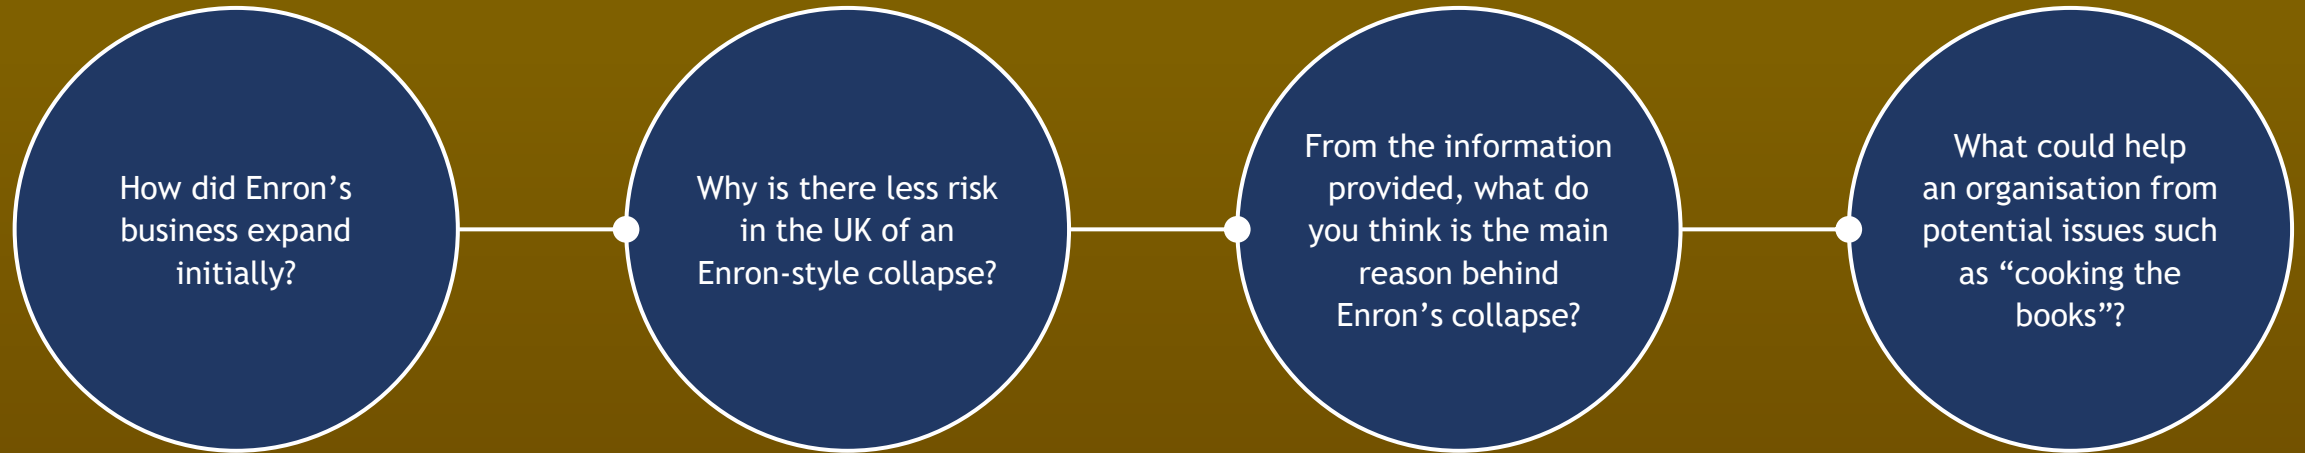 How did Enron’s
business expand
initially?
Why is there less risk
in the UK of an
Enron-style collapse?
From the information
provided, what do
you think is the main
reason behind
Enron’s collapse?
What could help
an organisation from
potential issues such
as “cooking the
books”?